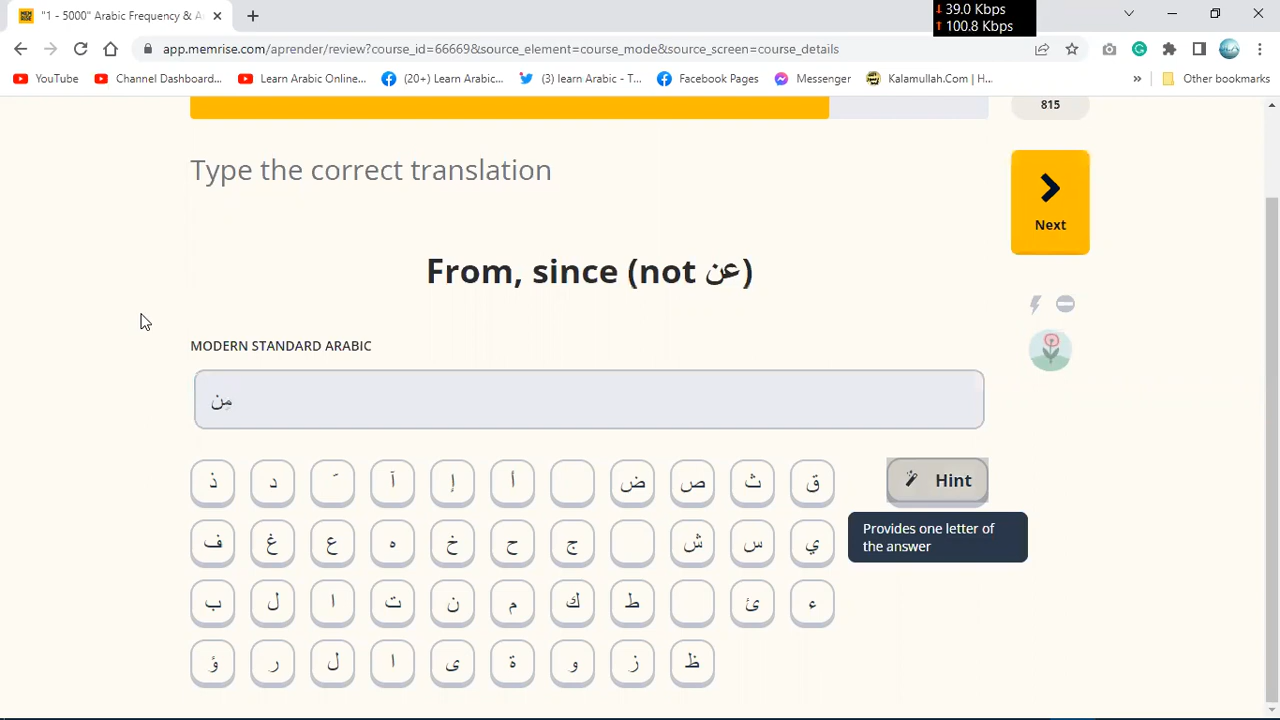 "1 - 5000" Arabic Frequency & A
↓ 39.0 Kbps
↑ 100.8 Kbps
app.memrise.com/aprender/review?course_id=66669&source_element=course_mode&source_screen=course_details
YouTube Channel Dashboard... Learn Arabic Online... (20+) Learn Arabic... (3) learn Arabic - T... Facebook Pages Messenger Kalamullah.Com | H... » Other bookmarks
815
Type the correct translation
Next
From, since (not عن)
MODERN STANDARD ARABIC
مِن
ذ د َ آ إ أ ض ص ث ق
Hint
Provides one letter of
the answer
ف غ ع ه خ ح ج ش س ي
ب ل ا ت ن م ك ط ئ ء
ؤ ر ل ا ى ة و ز ظ